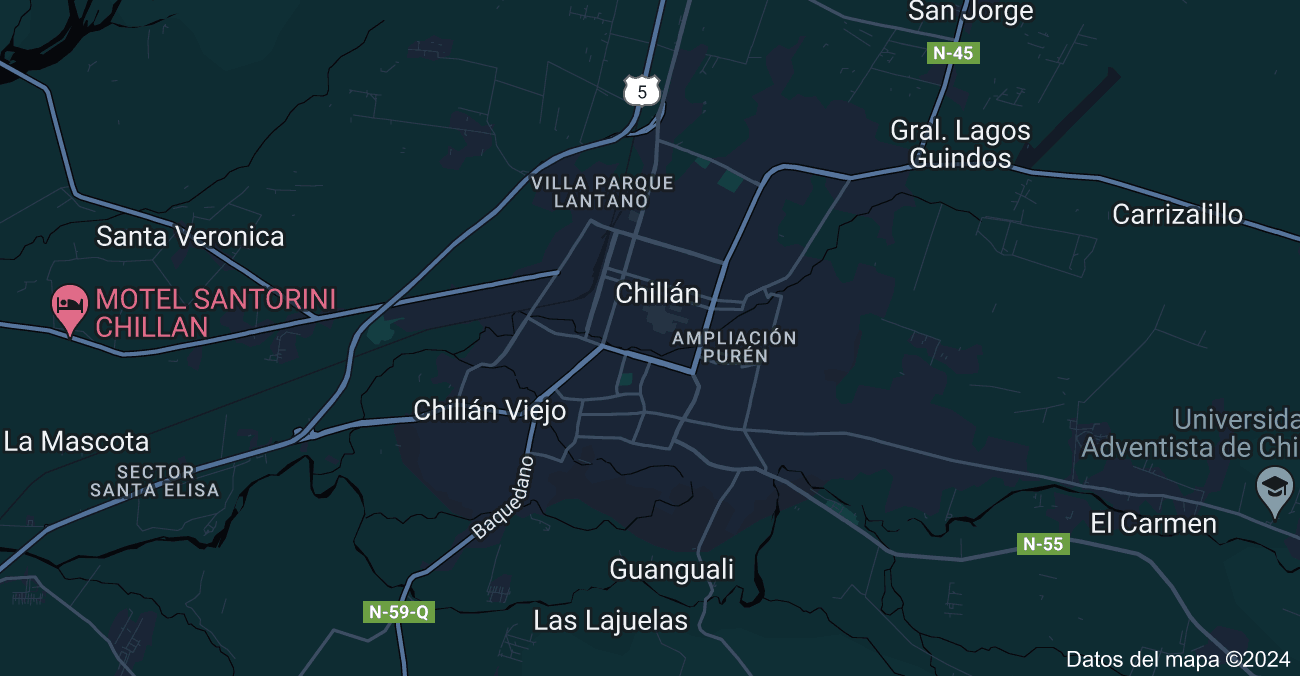 San Jorge
N-45
5
Gral. Lagos
Guindos
VILLA PARQUE
LANTANO
Carrizalillo
Santa Veronica
MOTEL SANTORINI
CHILLAN
Chillán
AMPLIACIÓN
PURÉN
Chillán Viejo
La Mascota
Universida
Adventista de Chi
SECTOR
SANTA ELISA
Baquedano
El Carmen
N-55
Guanguali
N-59-Q
Las Lajuelas
Datos del mapa ©2024